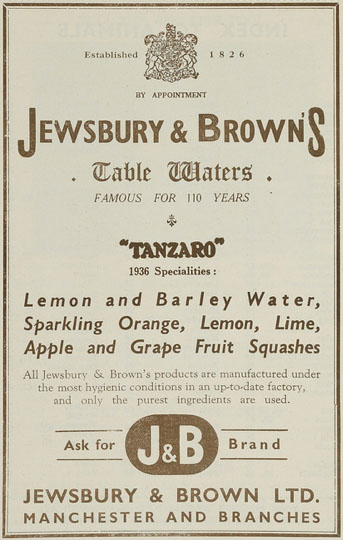 Established 1826
BY APPOINTMENT
JEWSBURY & BROWN'S
. Table Waters .
FAMOUS FOR 110 YEARS
"TANZARO"
1936 Specialities :
Lemon and Barley Water,
Sparkling Orange, Lemon, Lime,
Apple and Grape Fruit Squashes
All Jewsbury & Brown's products are manufactured under
the most hygienic conditions in an up-to-date factory,
and only the purest ingredients are used.
Ask for J&B Brand
JEWSBURY & BROWN LTD.
MANCHESTER AND BRANCHES